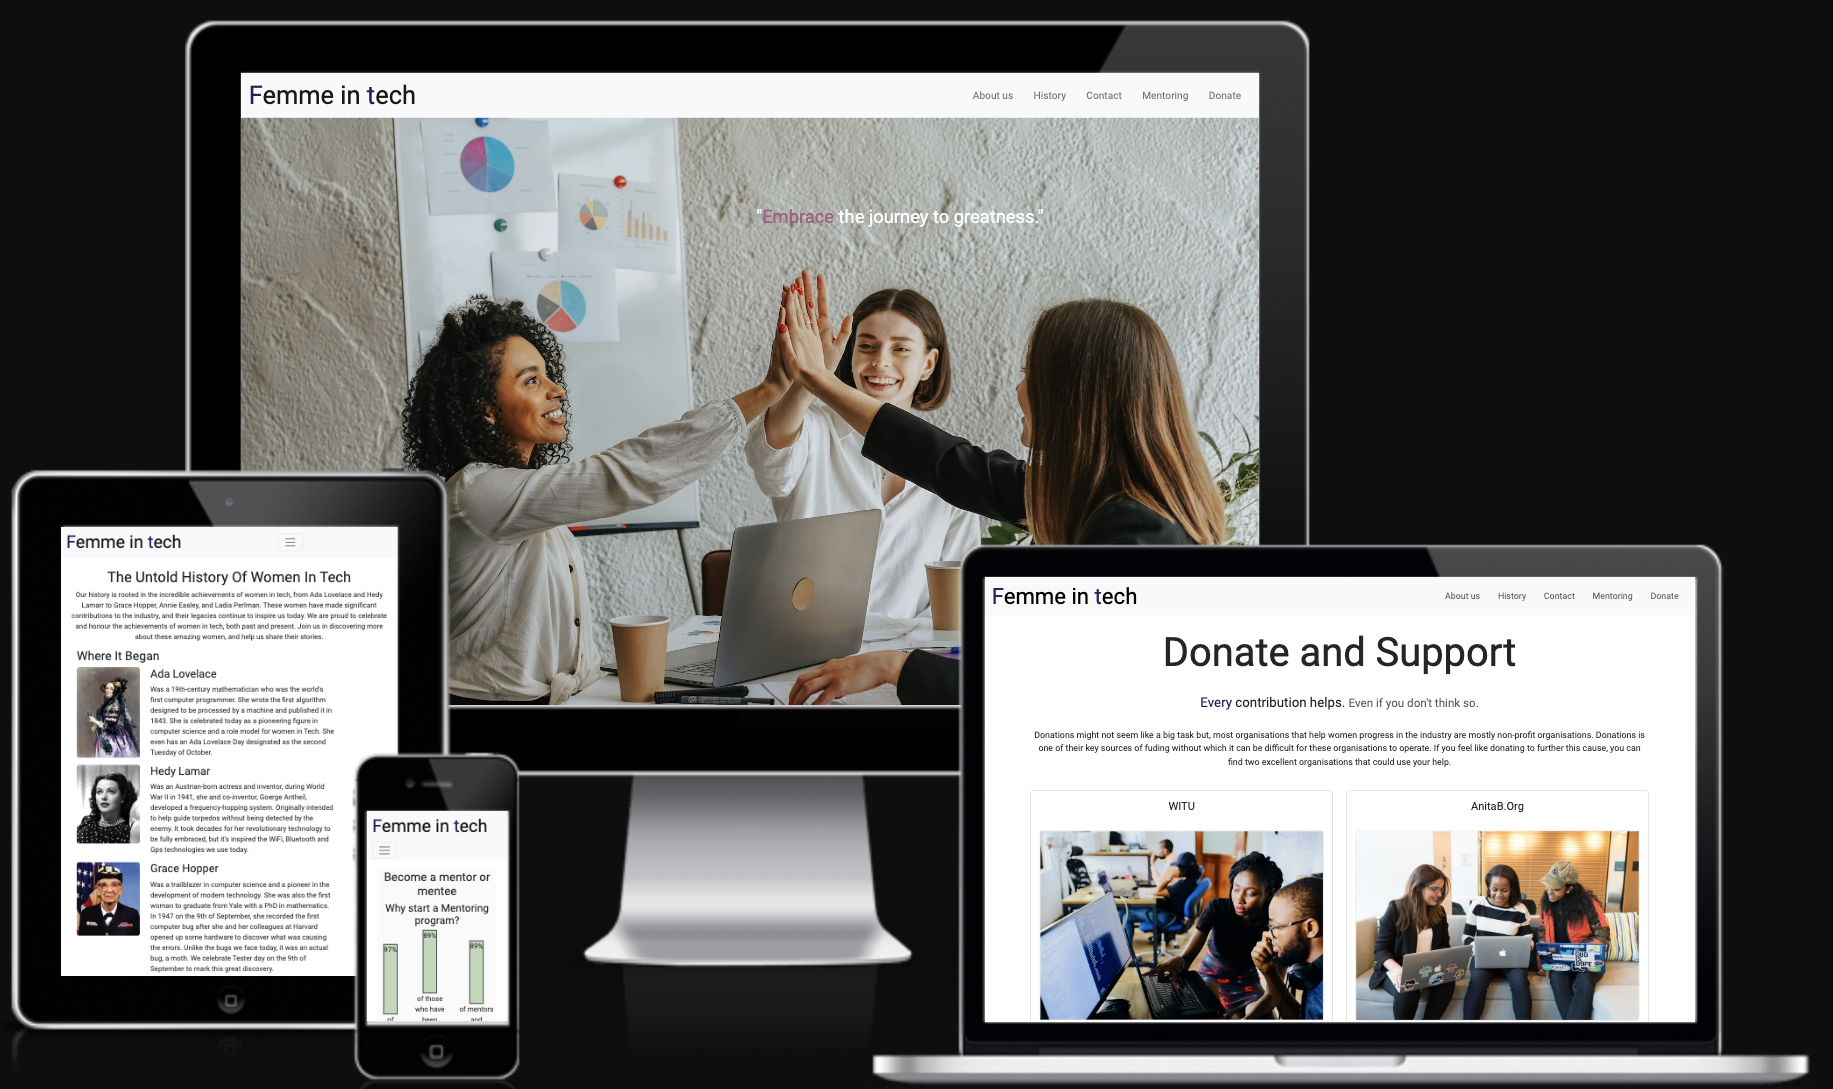 Femme in tech
About us History Contact Mentoring Donate
"Embrace the journey to greatness."
Femme in tech
The Untold History Of Women In Tech
Our history is rooted in the incredible achievements of women in tech, from Ada Lovelace and Hedy
Lamarr to Grace Hopper, Annie Easley, and Ladia Perlman. These women have made significant
contributions to the industry, and their legacies continue to inspire us today. We are proud to celebrate
and honour the achievements of women in tech, both past and present. Join us in discovering more
about these amazing women, and help us share their stories.
Where It Began
Ada Lovelace
Was a 19th-century mathematician who was the world's
first computer programmer. She wrote the first algorithm
designed to be processed by a machine and published it in
1843. She is celebrated today as a pioneering figure in
computer science and a role model for women in Tech. She
even has an Ada Lovelace Day designated as the second
Tuesday of October.
Hedy Lamar
Was an Austrian-born actress and inventor, during World
War II in 1941, she and co-inventor, Goerge Antheil,
developed a frequency-hopping system. Originally intended
to help guide torpedos without being detected by the
enemy. It took decades for her revolutionary technology to
be fully embraced, but it's inspired the WiFi, Bluetooth and
Gps technologies we use today.
Grace Hopper
Was a trailblazer in computer science and a pioneer in the
development of modern technology. She was also the first
woman to graduate from Yale with a PhD in mathematics.
In 1947 on the 9th of September, she recorded the first
computer bug after she and her colleagues at Harvard
opened up some hardware to discover what was causing
the errors. Unlike the bugs we face today, it was an actual
bug, a moth. We celebrate Tester day on the 9th of
September to mark this great discovery.
Femme in tech
Become a mentor or
mentee
Why start a Mentoring
program?
97% 89% 89%
of those
who have of mentors
of been and
Femme in tech
About us History Contact Mentoring Donate
Donate and Support
Every contribution helps. Even if you don't think so.
Donations might not seem like a big task but, most organisations that help women progress in the industry are mostly non-profit organisations. Donations is
one of their key sources of fuding without which it can be difficult for these organisations to operate. If you feel like donating to further this cause, you can
find two excellent organisations that could use your help.
WITU
AnitaB.Org